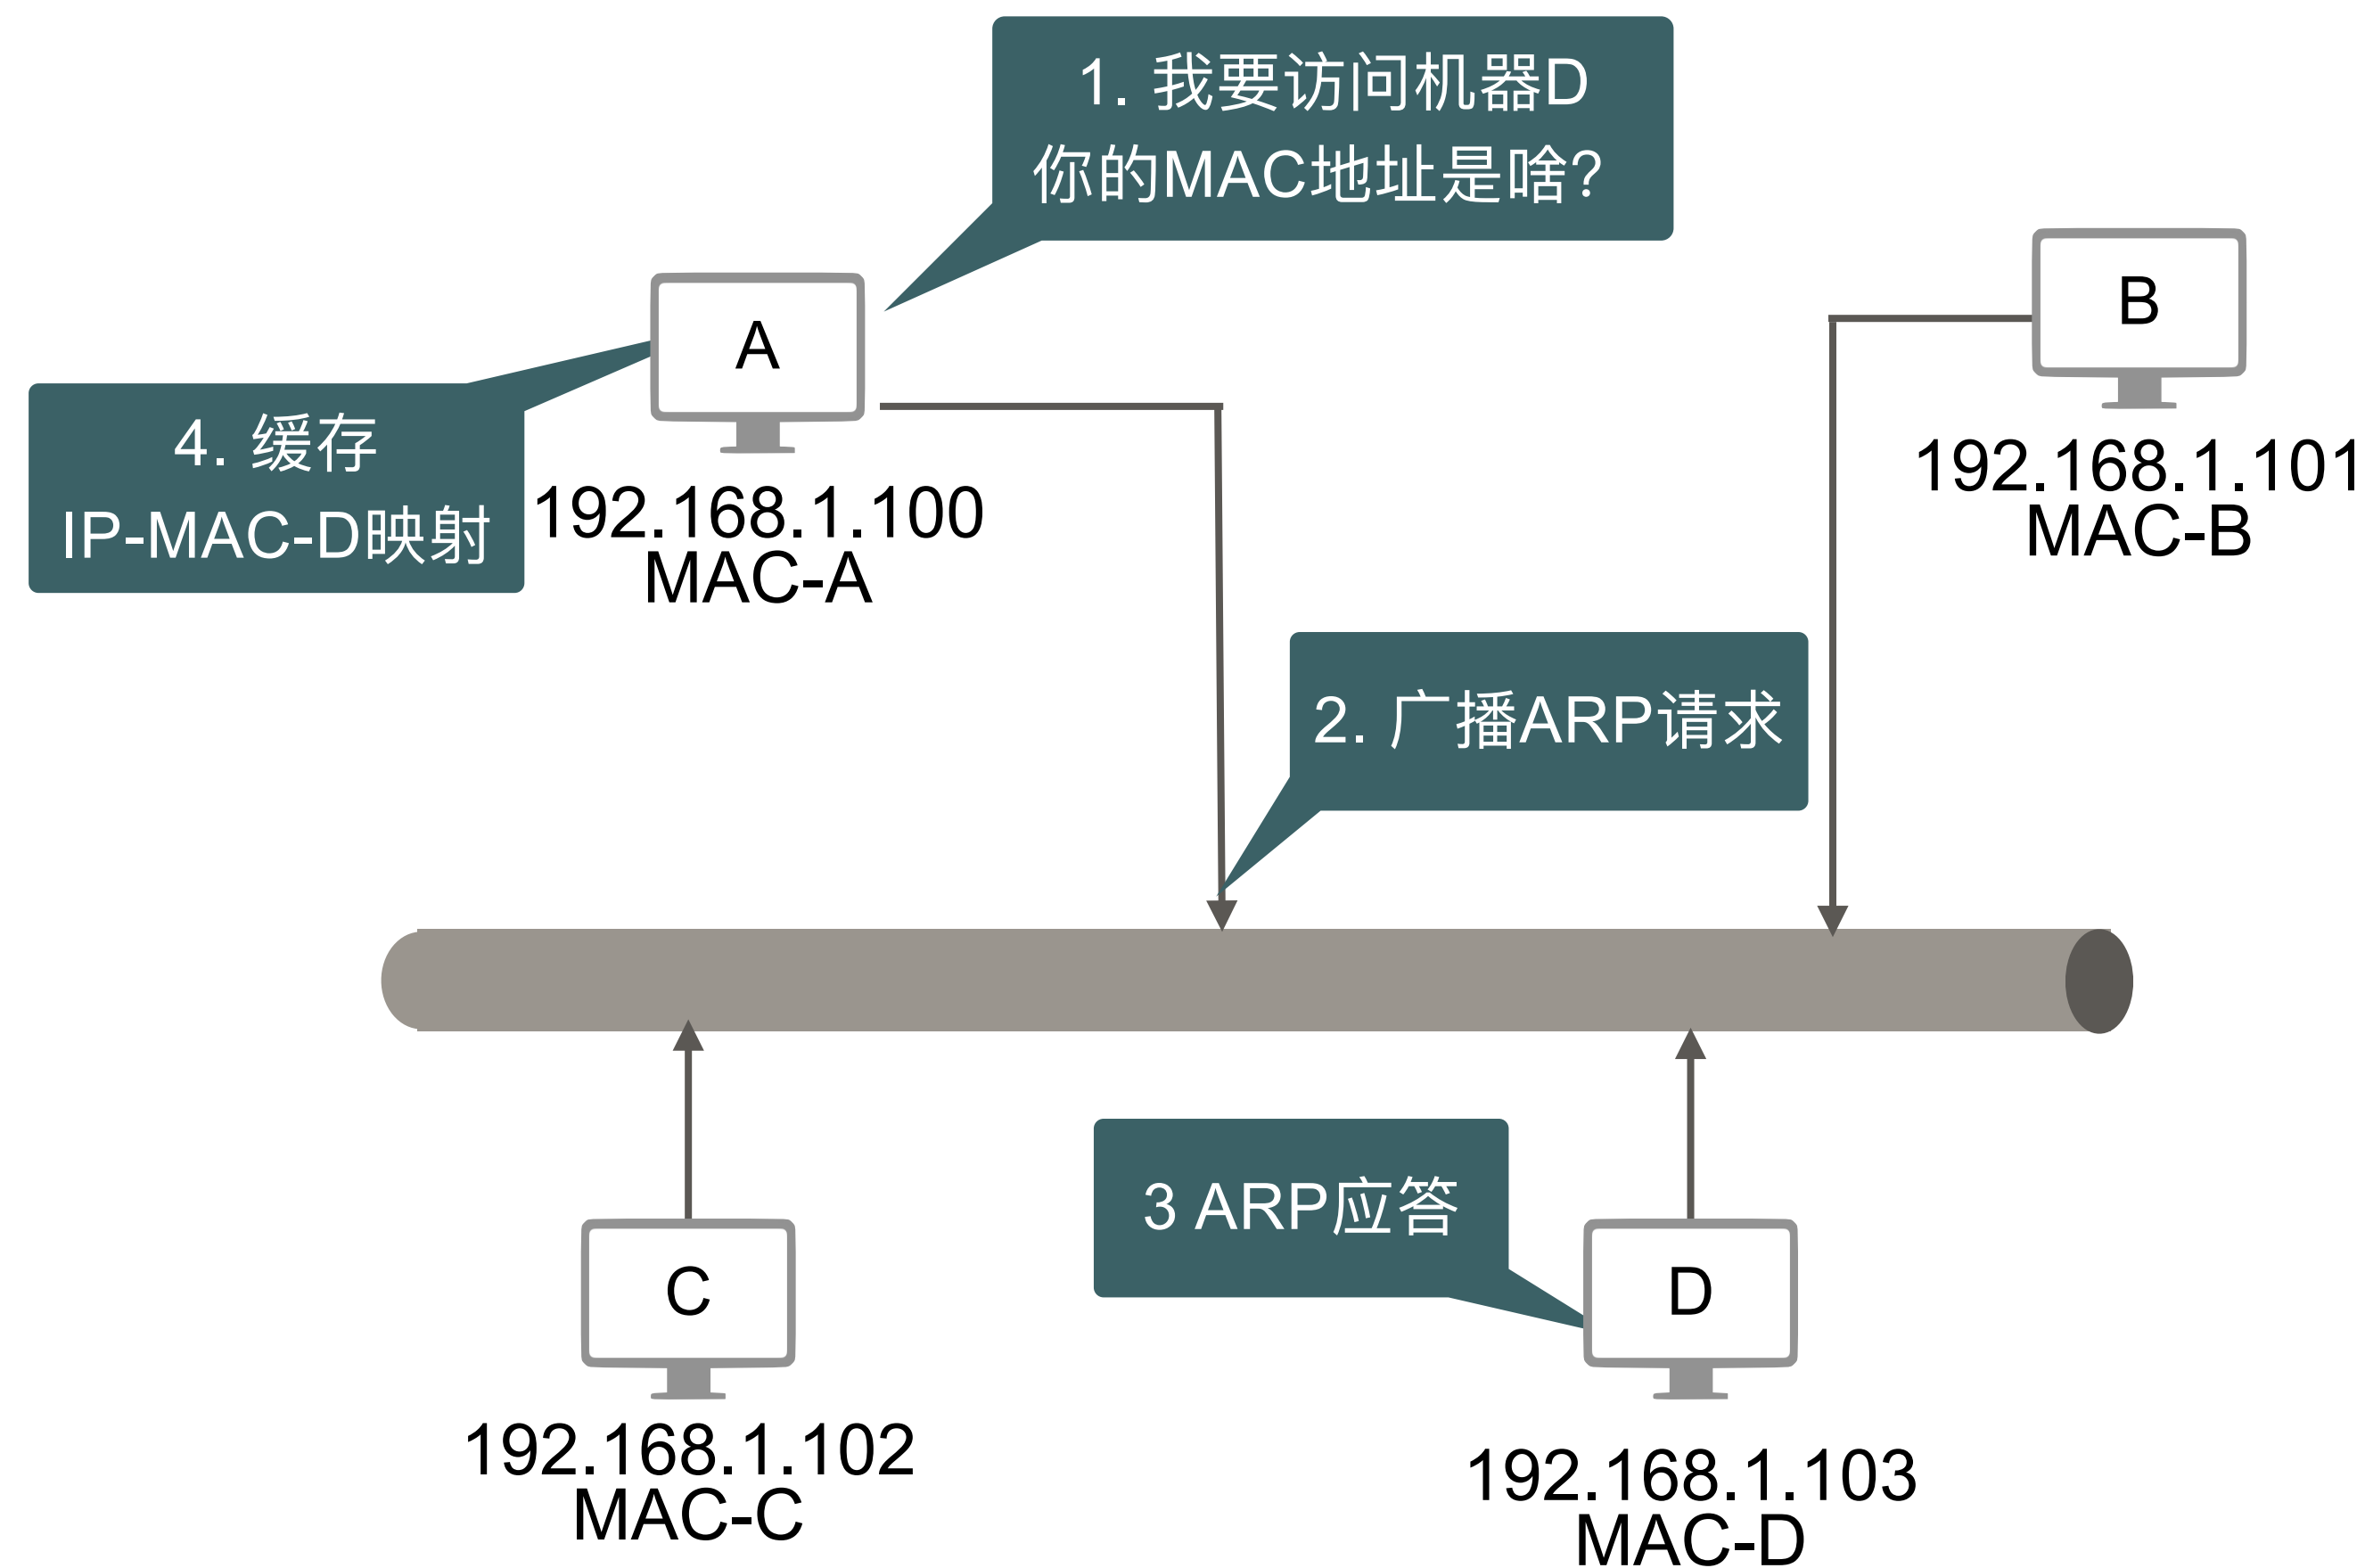 1. 我要访问机器D
你的MAC地址是啥?
A
B
4. 缓存
IP-MAC-D映射
192.168.1.100
MAC-A
192.168.1.101
MAC-B
2. 广播ARP请求
3 ARP应答
C
D
192.168.1.102
MAC-C
192.168.1.103
MAC-D